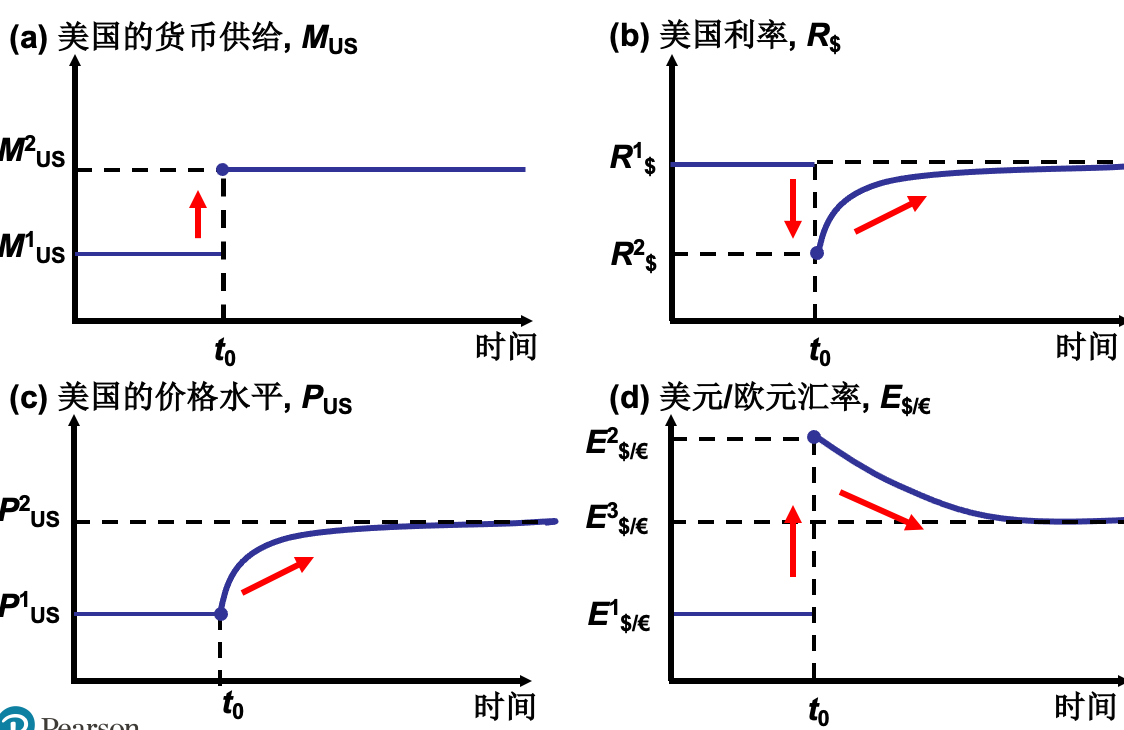 (a) 美国的货币供给, MUS
(b) 美国利率, R$
M2US
M1US
t0
时间
R1$
R2$
t0
时间
(c) 美国的价格水平, PUS
(d) 美元/欧元汇率, E$/€
P2US
P1US
t0
时间
E2$/€
E3$/€
E1$/€
t0
时间
Pearson